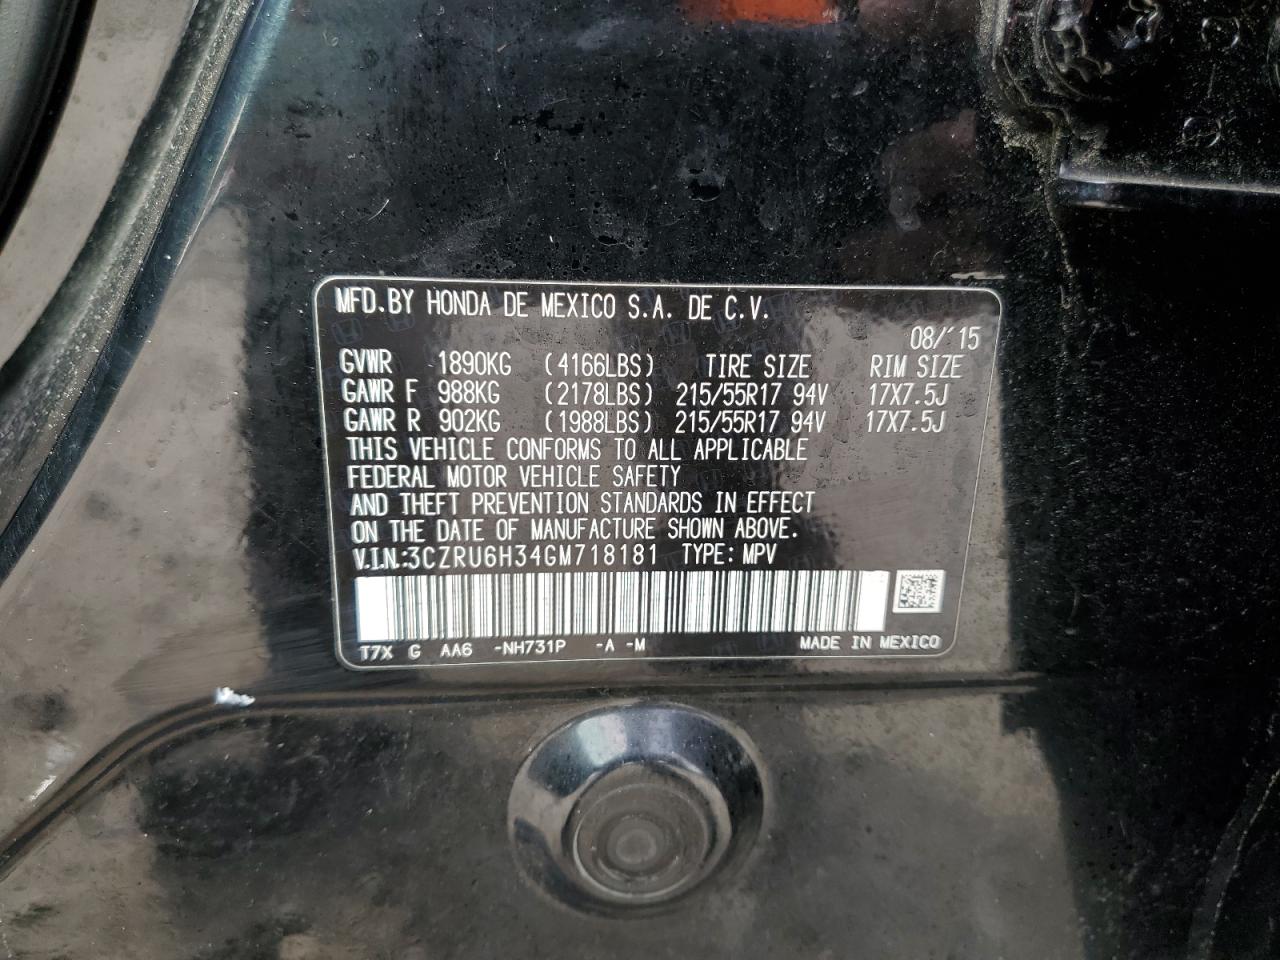 MFD.BY HONDA DE MEXICO S.A. DE C.V.
08/'15
GVWR 1890KG (4166LBS) TIRE SIZE RIM SIZE
GAWR F 988KG (2178LBS) 215/55R17 94V 17X7.5J
GAWR R 902KG (1988LBS) 215/55R17 94V 17X7.5J
THIS VEHICLE CONFORMS TO ALL APPLICABLE
FEDERAL MOTOR VEHICLE SAFETY
AND THEFT PREVENTION STANDARDS IN EFFECT
ON THE DATE OF MANUFACTURE SHOWN ABOVE.
V.I.N.:3CZRU6H34GM718181 TYPE: MPV
T7X G AA6 -NH731P -A -M MADE IN MEXICO